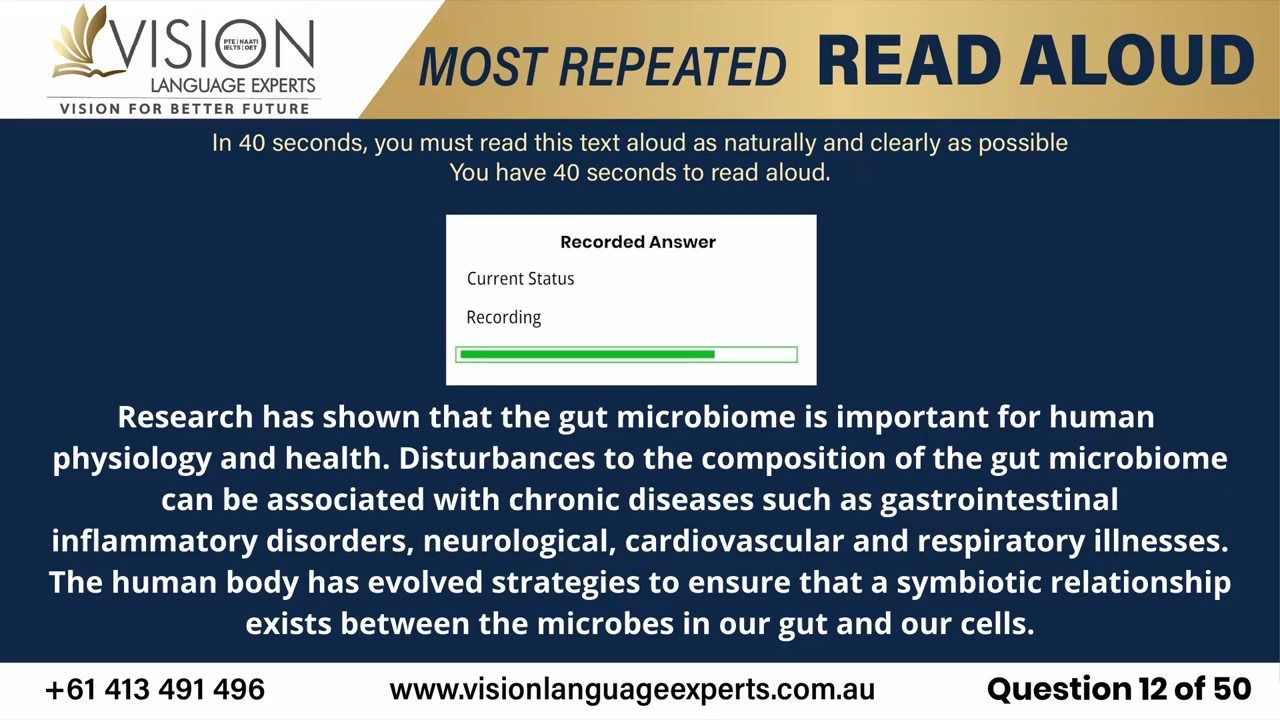 VISION
PTE | NAATI
IELTS | OET
LANGUAGE EXPERTS
VISION FOR BETTER FUTURE
MOST REPEATED READ ALOUD
In 40 seconds, you must read this text aloud as naturally and clearly as possible
You have 40 seconds to read aloud.
Recorded Answer
Current Status
Recording
Research has shown that the gut microbiome is important for human
physiology and health. Disturbances to the composition of the gut microbiome
can be associated with chronic diseases such as gastrointestinal
inflammatory disorders, neurological, cardiovascular and respiratory illnesses.
The human body has evolved strategies to ensure that a symbiotic relationship
exists between the microbes in our gut and our cells.
+61 413 491 496
www.visionlanguageexperts.com.au
Question 12 of 50